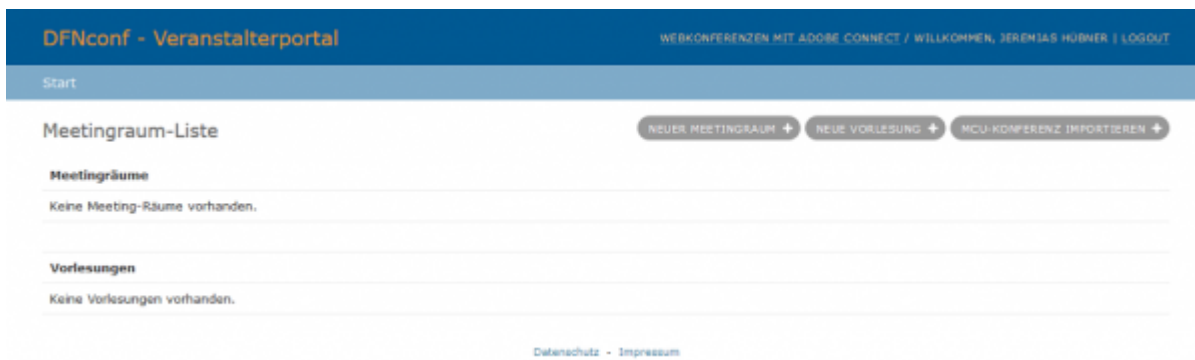 DFNconf - Veranstalterportal
WEBKONFERENZEN MIT ADOBE CONNECT / WILLKOMMEN, JEREMIAS HÜBNER | LOGOUT
Start
Meetingraum-Liste
NEUER MEETINGRAUM + NEUE VORLESUNG + MCU-KONFERENZ IMPORTIEREN +
Meetingräume
Keine Meeting-Räume vorhanden.
Vorlesungen
Keine Vorlesungen vorhanden.
Datenschutz - Impressum